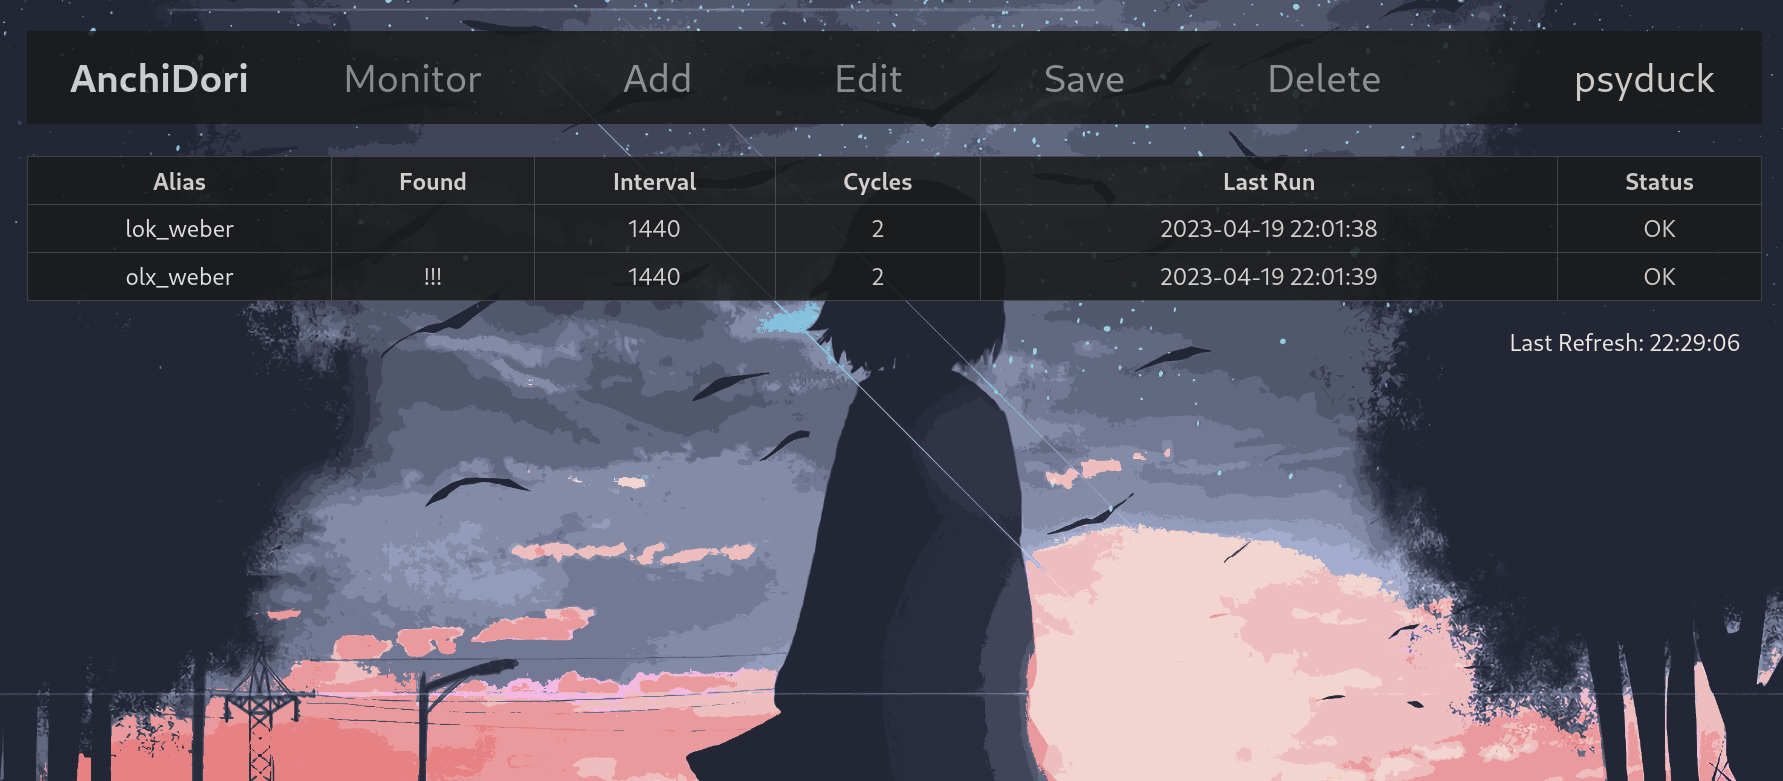 AnchiDori Monitor Add Edit Save Delete psyduck
Alias Found Interval Cycles Last Run Status
lok_weber 1440 2 2023-04-19 22:01:38 OK
olx_weber !!! 1440 2 2023-04-19 22:01:39 OK
Last Refresh: 22:29:06